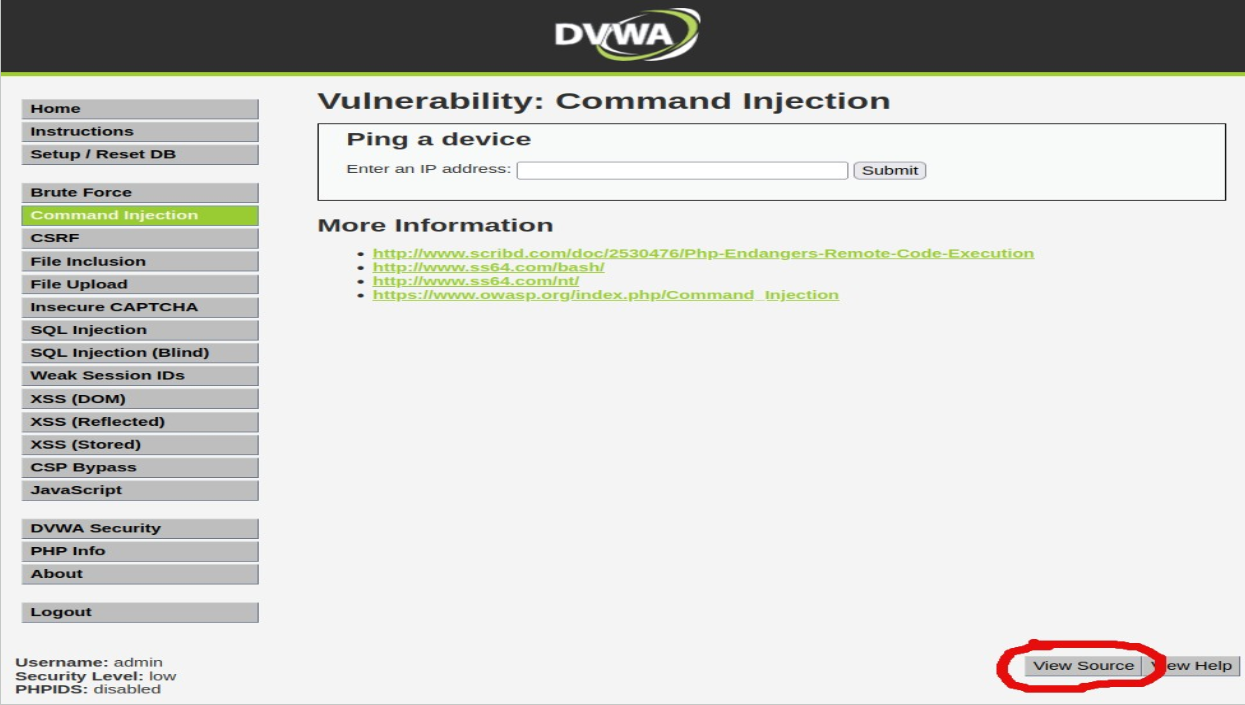 DVWA
Home
Instructions
Setup / Reset DB
Brute Force
Command Injection
CSRF
File Inclusion
File Upload
Insecure CAPTCHA
SQL Injection
SQL Injection (Blind)
Weak Session IDs
XSS (DOM)
XSS (Reflected)
XSS (Stored)
CSP Bypass
JavaScript
DVWA Security
PHP Info
About
Logout
Vulnerability: Command Injection
Ping a device
Enter an IP address: Submit
More Information
• http://www.scribd.com/doc/2530476/Php-Endangers-Remote-Code-Execution
• http://www.ss64.com/bash/
• http://www.ss64.com/nt/
• https://www.owasp.org/index.php/Command_Injection
Username: admin
Security Level: low
PHPIDS: disabled
View Source View Help